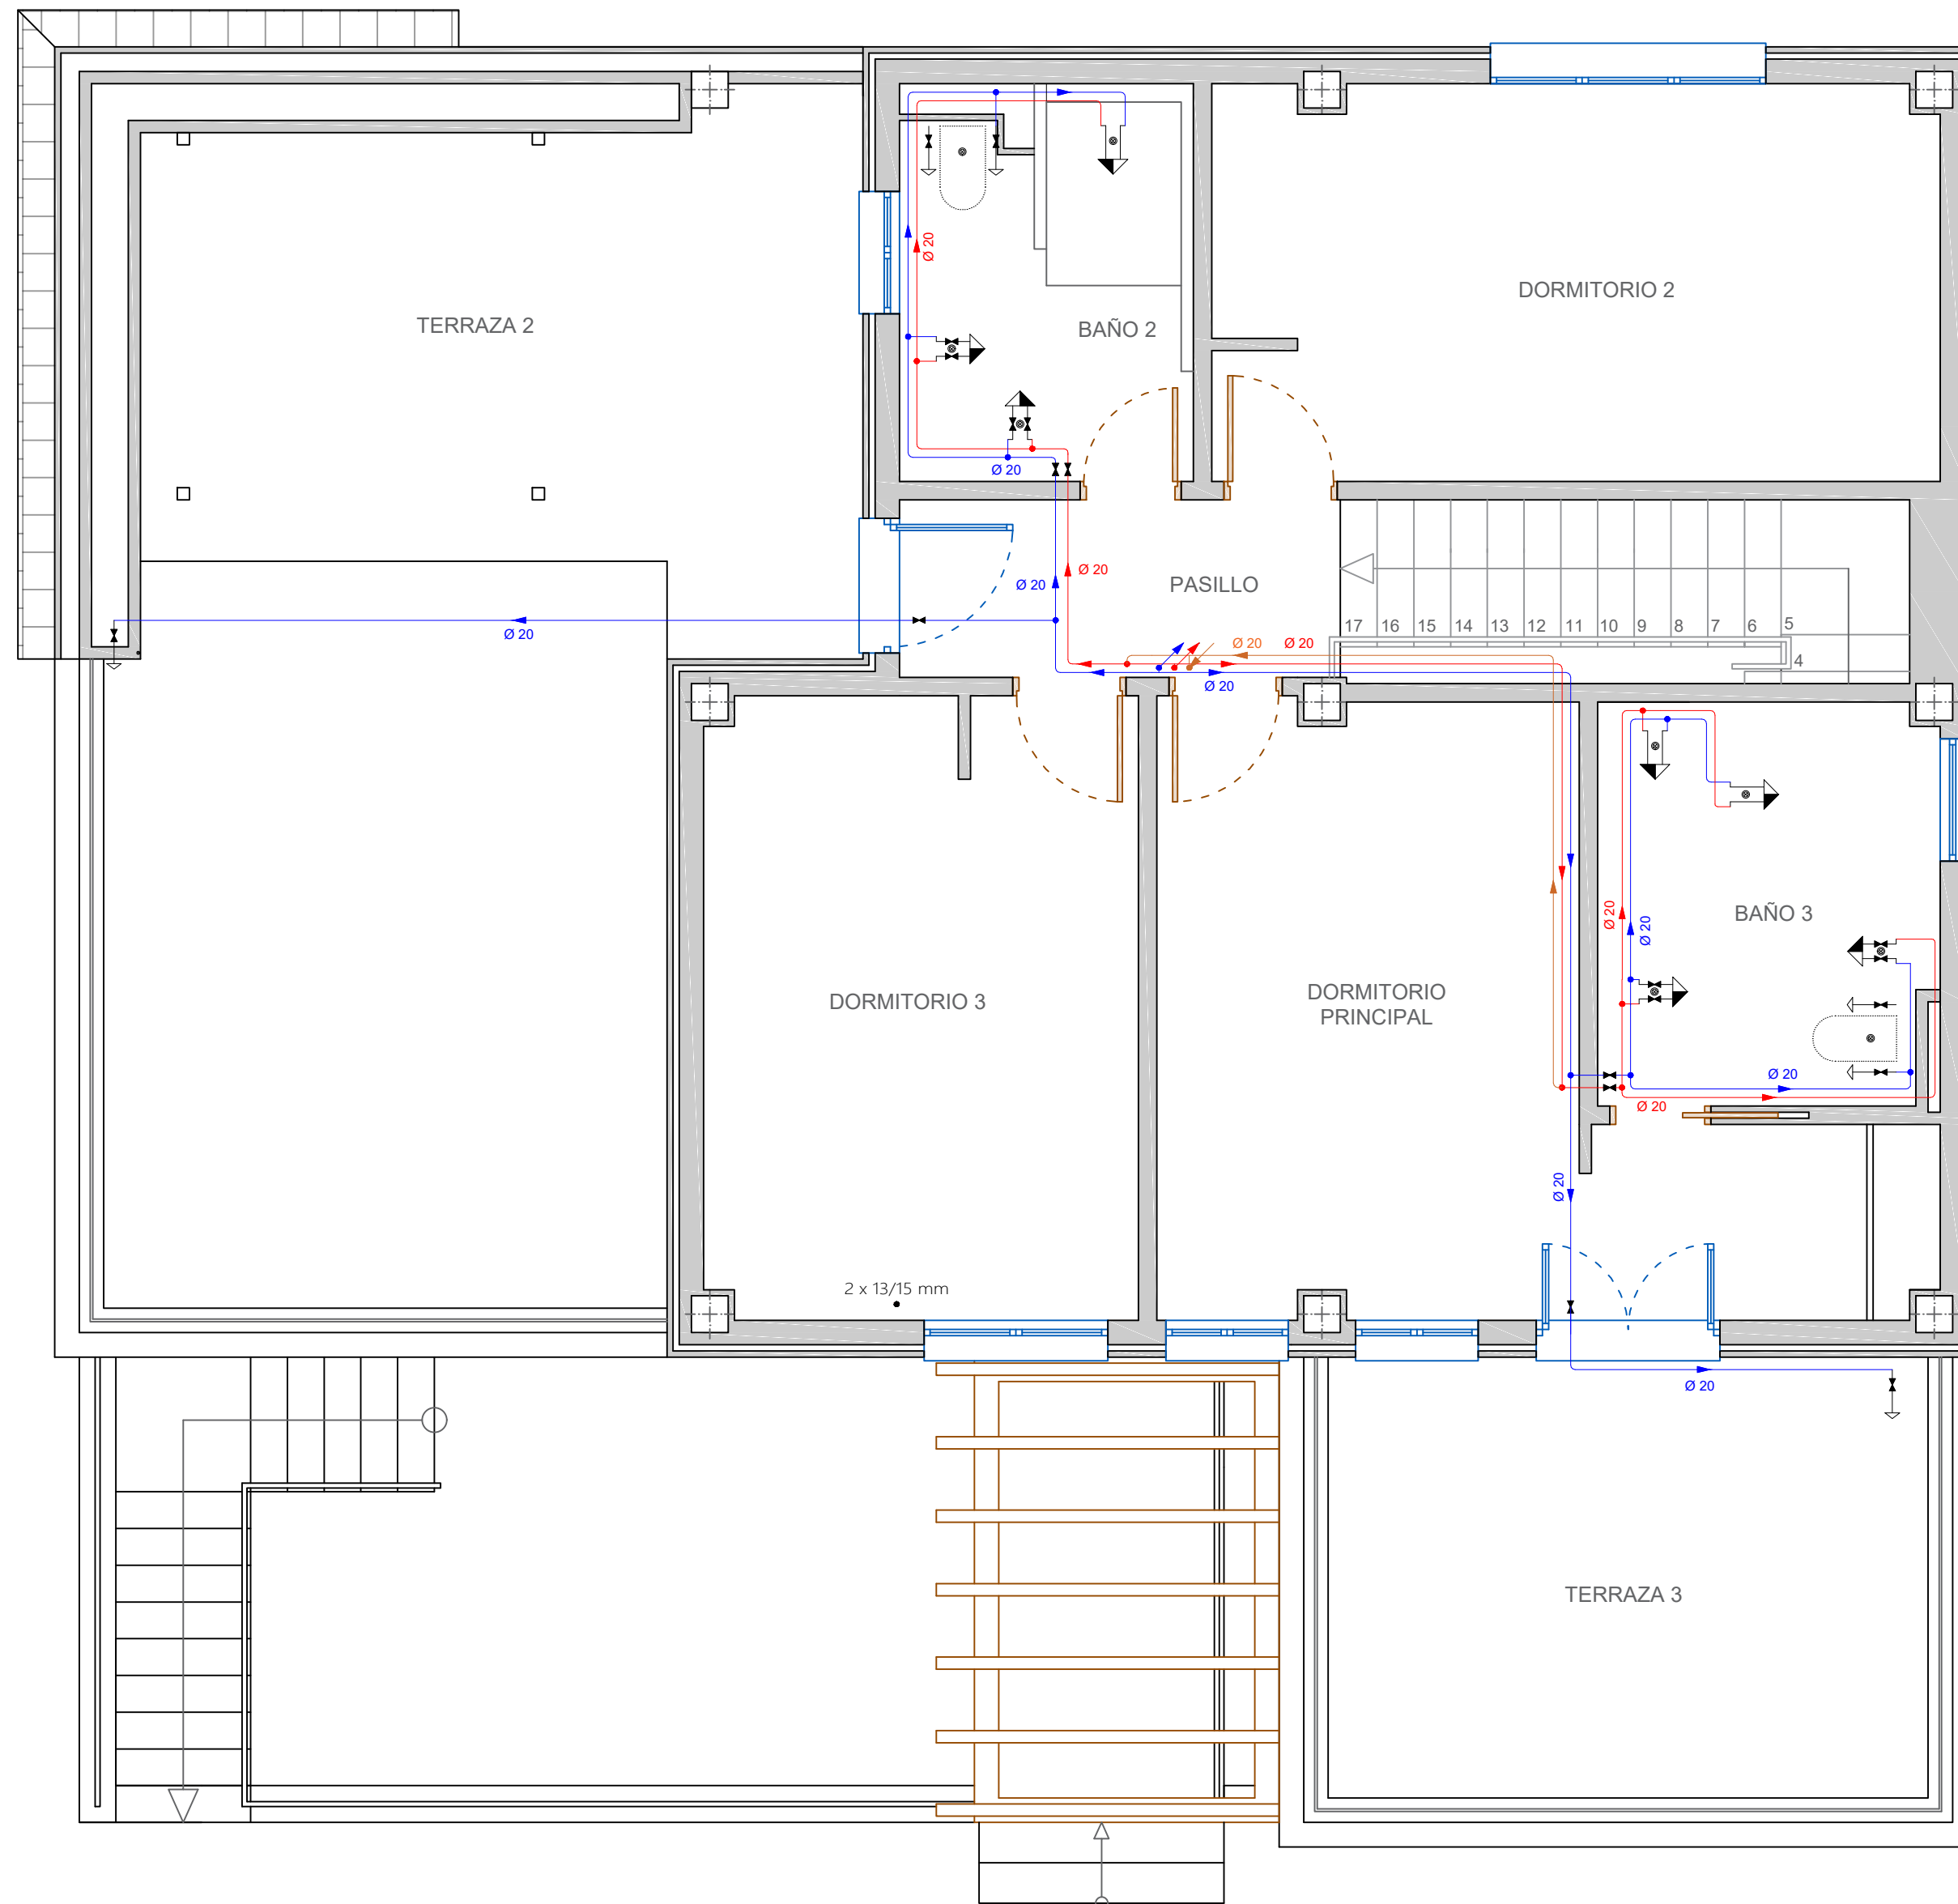 Ø 20
DORMITORIO 2
TERRAZA 2
BAÑO 2
Ø 20
Ø 20
Ø 20
PASILLO
Ø 20
17 16 15 14 13 12 11 10 9 8 7 6 5
4
Ø 20
Ø 20
Ø 20
Ø 20
Ø 20
Ø 20
BAÑO 3
DORMITORIO 3
DORMITORIO
PRINCIPAL
Ø 20
Ø 20
Ø 20
2 x 13/15 mm
Ø 20
TERRAZA 3